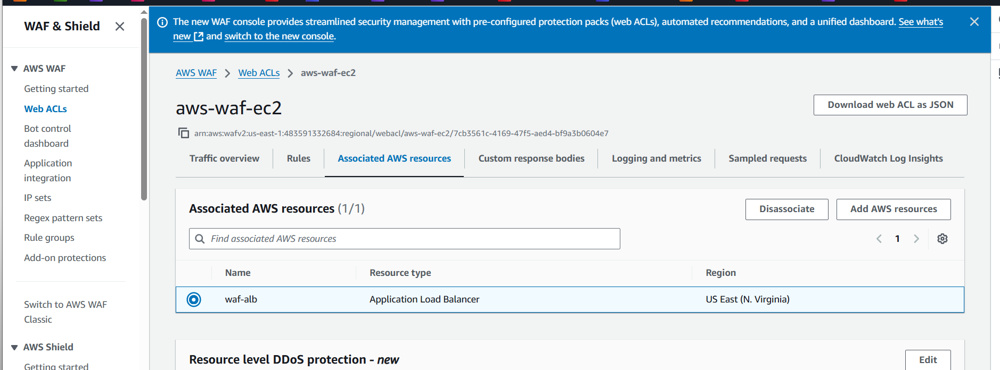 WAF & Shield
The new WAF console provides streamlined security management with pre-configured protection packs (web ACLs), automated recommendations, and a unified dashboard. See what's
new and switch to the new console.
AWS WAF
Getting started
Web ACLs
Bot control
dashboard
Application
integration
IP sets
Regex pattern sets
Rule groups
Add-on protections
Switch to AWS WAF
Classic
AWS Shield
Getting started
AWS WAF > Web ACLs > aws-waf-ec2
aws-waf-ec2
Download web ACL as JSON
arn:aws:wafv2:us-east-1:483591332684:regional/webacl/aws-waf-ec2/7cb3561c-4169-47f5-aed4-bf9a3b0604e7
Traffic overview Rules Associated AWS resources Custom response bodies Logging and metrics Sampled requests CloudWatch Log Insights
Associated AWS resources (1/1)
Disassociate Add AWS resources
Find associated AWS resources
< 1 >
Name Resource type Region
waf-alb Application Load Balancer US East (N. Virginia)
Resource level DDoS protection - new
Edit